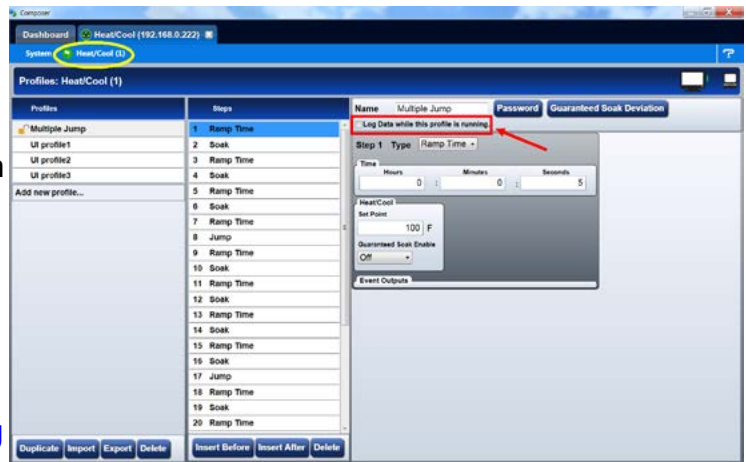 Composer
Dashboard Heat/Cool (192.168.0.222)
System Heat/Cool (1)
?
Profiles: Heat/Cool (1)
Profiles
Multiple Jump
UI profile1
UI profile2
UI profile3
Add new profile...
Duplicate Import Export Delete
Steps
1 Ramp Time
2 Soak
3 Ramp Time
4 Soak
5 Ramp Time
6 Soak
7 Ramp Time
8 Jump
9 Ramp Time
10 Soak
11 Ramp Time
12 Soak
13 Ramp Time
14 Soak
15 Ramp Time
16 Soak
17 Jump
18 Ramp Time
19 Soak
20 Ramp Time
Insert Before Insert After Delete
Name Multiple Jump Password Guaranteed Soak Deviation
Log Data while this profile is running.
Step 1 Type Ramp Time
Time
Hours Minutes Seconds
0 : 0 : 5
Heat/Cool
Set Point
100 F
Guaranteed Soak Enable
Off
Event Outputs